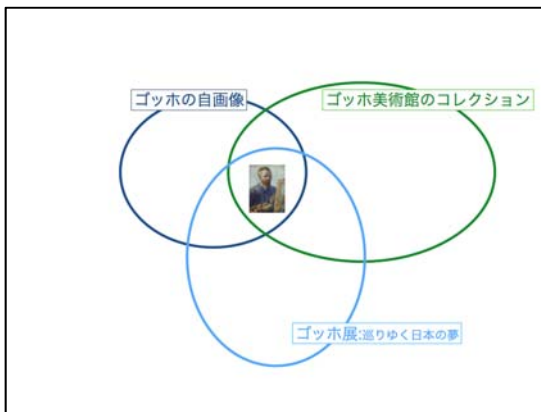 ゴッホの自画像
ゴッホ美術館のコレクション
ゴッホ展:巡りゆく日本の夢